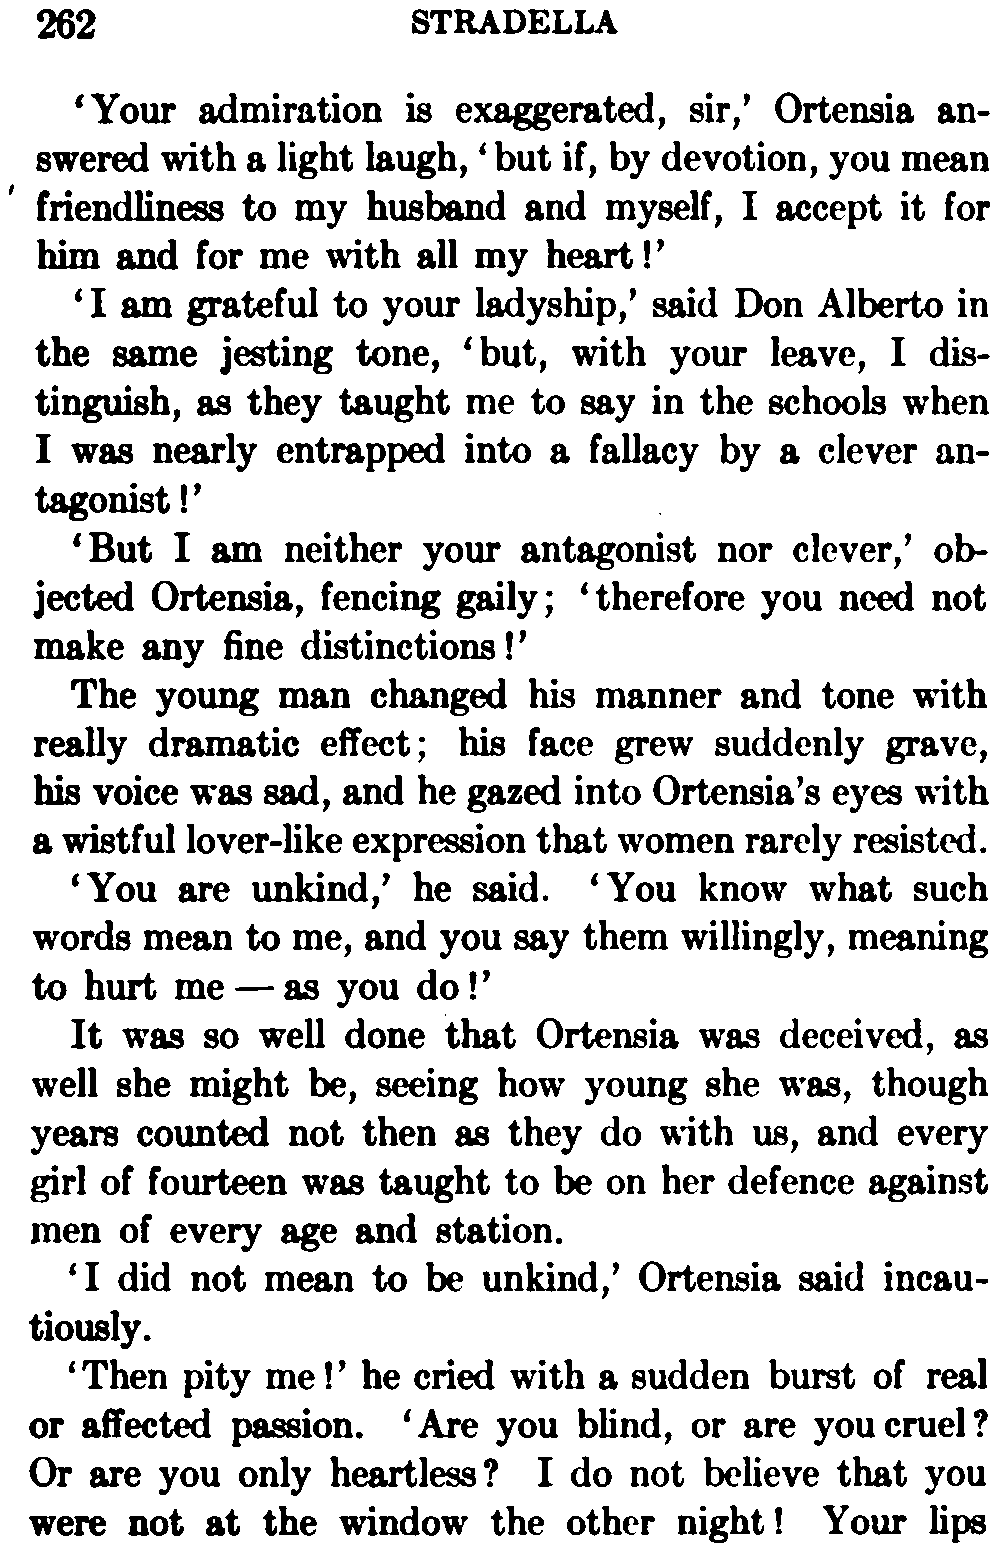 262 STRADELLA
‘Your admiration is exaggerated, sir,’ Ortensia an-
swered with a light laugh, ‘but if, by devotion, you mean
friendliness to my husband and myself, I accept it for
him and for me with all my heart!’
‘I am grateful to your ladyship,’ said Don Alberto in
the same jesting tone, ‘but, with your leave, I dis-
tinguish, as they taught me to say in the schools when
I was nearly entrapped into a fallacy by a clever an-
tagonist!’
‘But I am neither your antagonist nor clever,’ ob-
jected Ortensia, fencing gaily; ‘therefore you need not
make any fine distinctions!’
The young man changed his manner and tone with
really dramatic effect; his face grew suddenly grave,
his voice was sad, and he gazed into Ortensia’s eyes with
a wistful lover-like expression that women rarely resisted.
‘You are unkind,’ he said. ‘You know what such
words mean to me, and you say them willingly, meaning
to hurt me — as you do!’
It was so well done that Ortensia was deceived, as
well she might be, seeing how young she was, though
years counted not then as they do with us, and every
girl of fourteen was taught to be on her defence against
men of every age and station.
‘I did not mean to be unkind,’ Ortensia said incau-
tiously.
‘Then pity me!’ he cried with a sudden burst of real
or affected passion. ‘Are you blind, or are you cruel?
Or are you only heartless? I do not believe that you
were not at the window the other night! Your lips